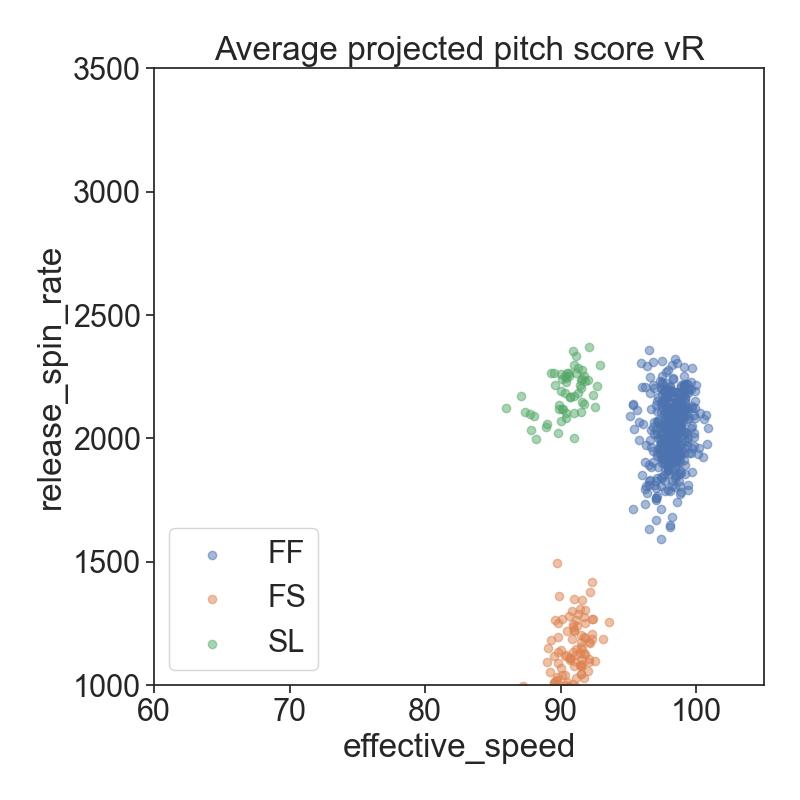 Average projected pitch score vR
release_spin_rate
3500
3000
2500
2000
1500
1000
FF
FS
SL
60 70 80 90 100
effective_speed